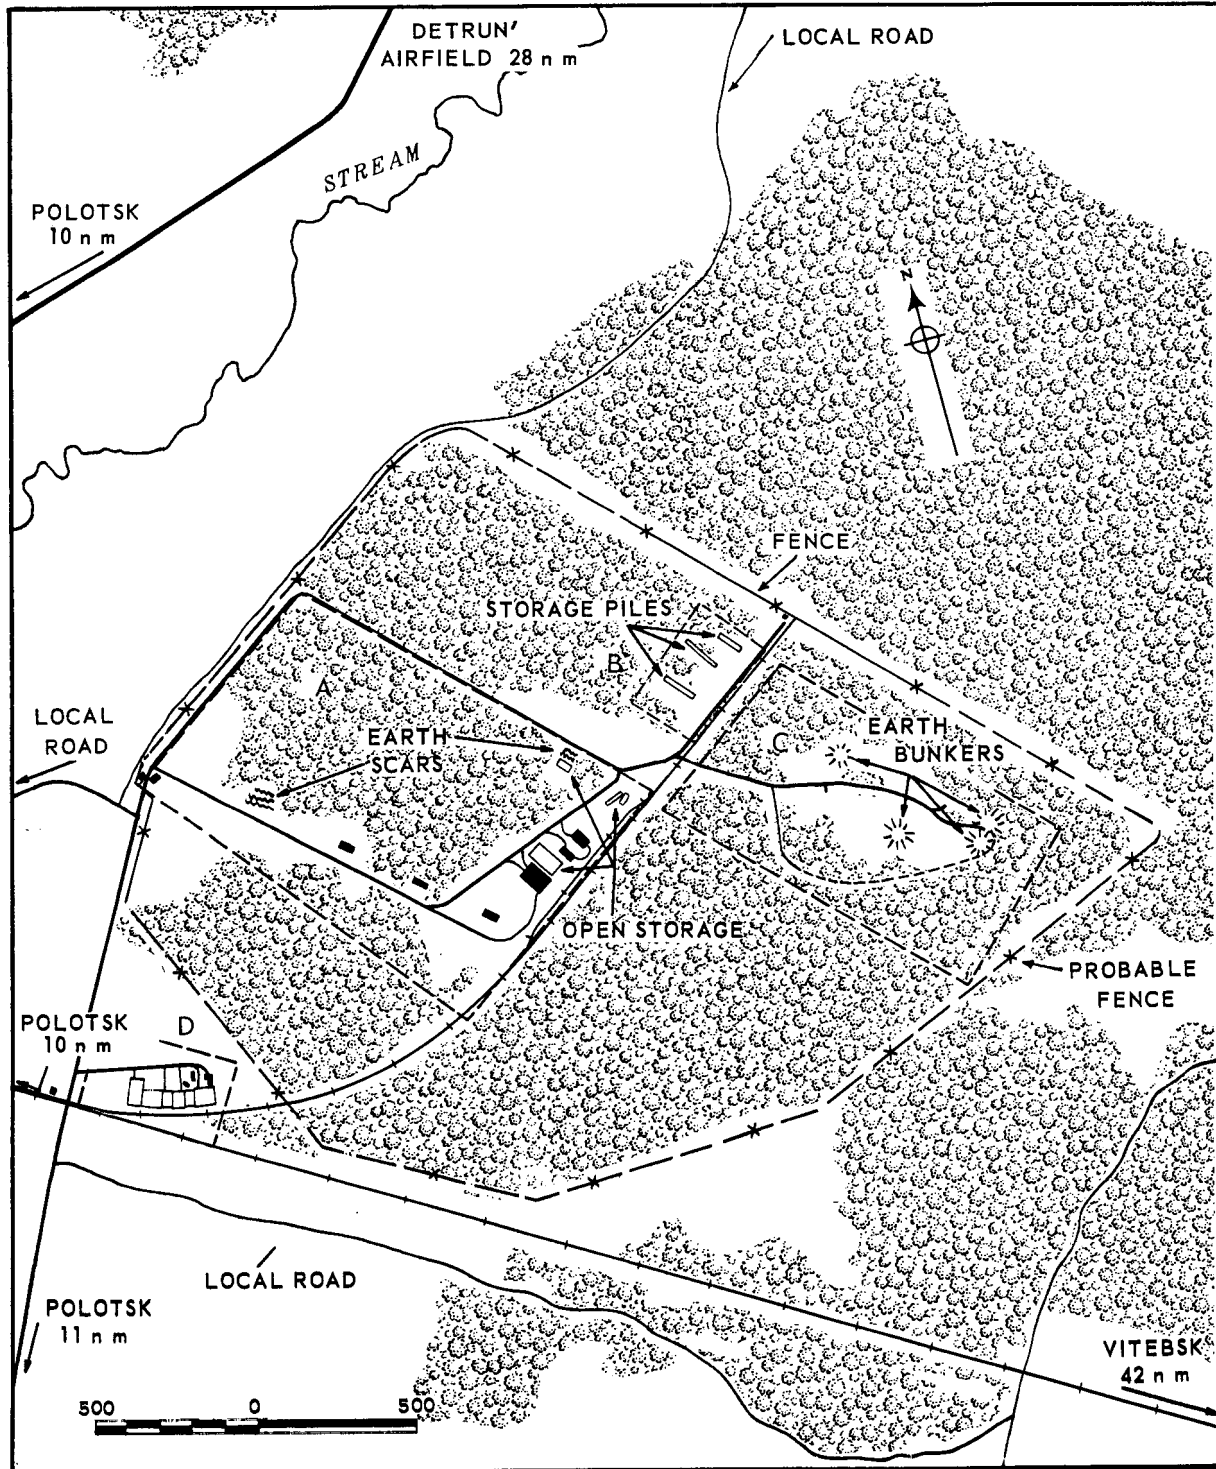 DETRUN'
AIRFIELD 28 n m
LOCAL ROAD
STREAM
POLOTSK
10 n m
N
FENCE
STORAGE PILES
B
A
LOCAL
ROAD
EARTH
SCARS
C
EARTH
BUNKERS
OPEN STORAGE
PROBABLE
FENCE
POLOTSK
10 n m
D
LOCAL ROAD
POLOTSK
11 n m
VITEBSK
42 n m
500 0 500